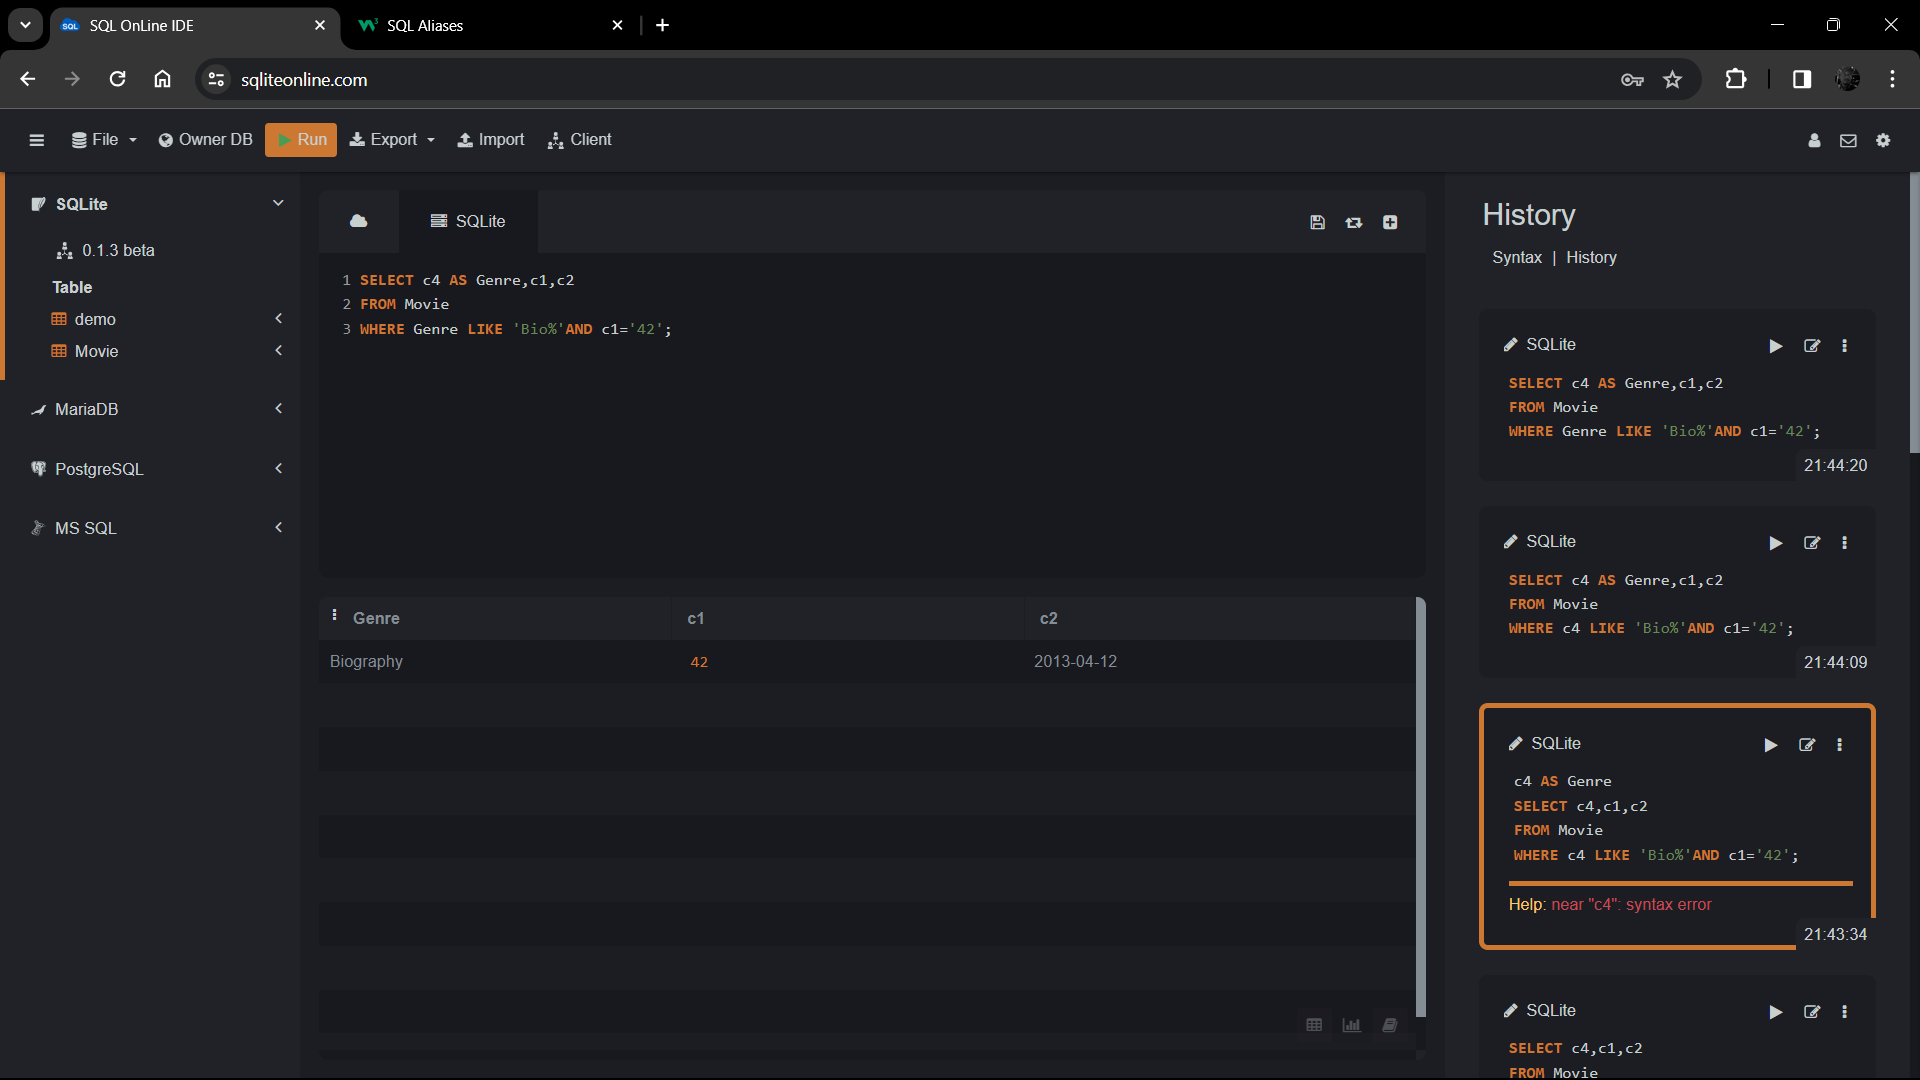 SQL OnLine IDE
SQL Aliases
sqliteonline.com
File
Owner DB
Run
Export
Import
Client
SQLite
0.1.3 beta
Table
demo
Movie
MariaDB
PostgreSQL
MS SQL
SQLite
1 SELECT c4 AS Genre,c1,c2
2 FROM Movie
3 WHERE Genre LIKE 'Bio%'AND c1='42';
Genre c1 c2
Biography 42 2013-04-12
History
Syntax | History
SQLite
SELECT c4 AS Genre,c1,c2
FROM Movie
WHERE Genre LIKE 'Bio%'AND c1='42';
21:44:20
SQLite
SELECT c4 AS Genre,c1,c2
FROM Movie
WHERE c4 LIKE 'Bio%'AND c1='42';
21:44:09
SQLite
c4 AS Genre
SELECT c4,c1,c2
FROM Movie
WHERE c4 LIKE 'Bio%'AND c1='42';
Help: near "c4": syntax error
21:43:34
SQLite
SELECT c4,c1,c2
FROM Movie